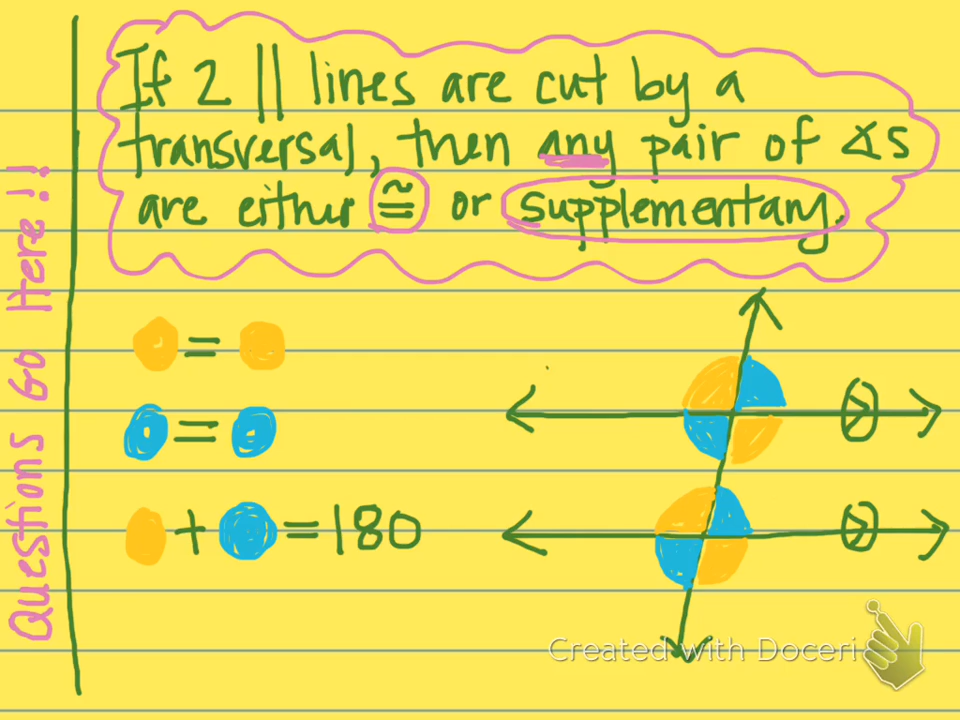 If 2 || lines are cut by a
transversal, then any pair of ∡s
are either ≅ or supplementary.
Questions Go Here!!
=
=
+ = 180
Created with Doceri